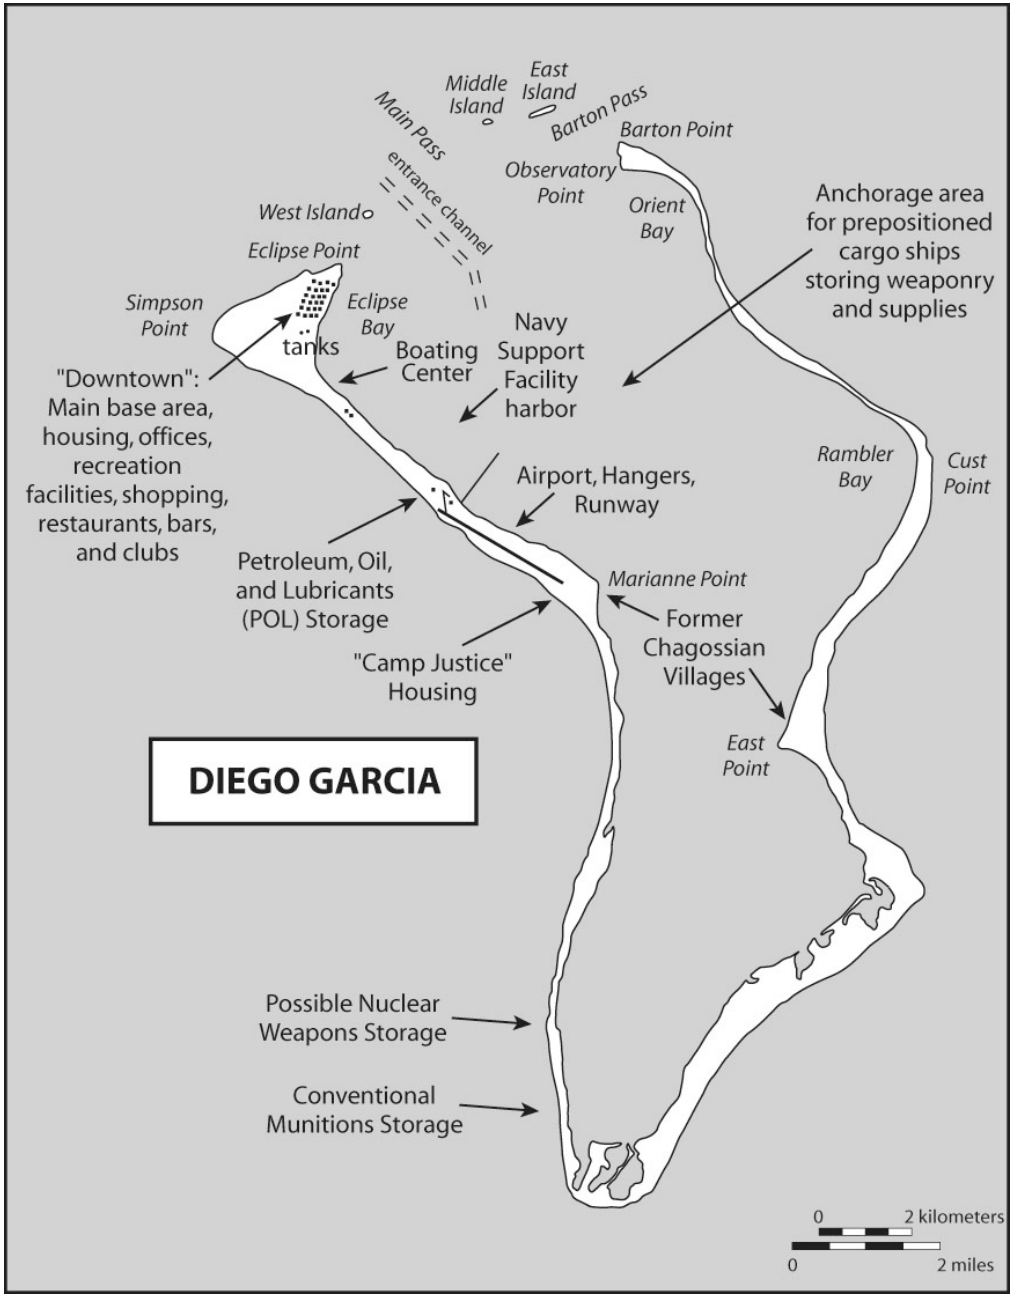 Middle
Island
East
Island
Barton Pass
Barton Point
Main Pass
Observatory
Point
entrance channel
Orient
Bay
Anchorage area
for prepositioned
cargo ships
storing weaponry
and supplies
West Island
Eclipse Point
Simpson
Point
Eclipse
Bay
tanks
Boating
Center
Navy
Support
Facility
harbor
"Downtown":
Main base area,
housing, offices,
recreation
facilities, shopping,
restaurants, bars,
and clubs
Rambler
Bay
Cust
Point
Airport, Hangers,
Runway
Petroleum, Oil,
and Lubricants
(POL) Storage
Marianne Point
Former
Chagossian
Villages
"Camp Justice"
Housing
East
Point
DIEGO GARCIA
Possible Nuclear
Weapons Storage
Conventional
Munitions Storage
0 2 kilometers
0 2 miles